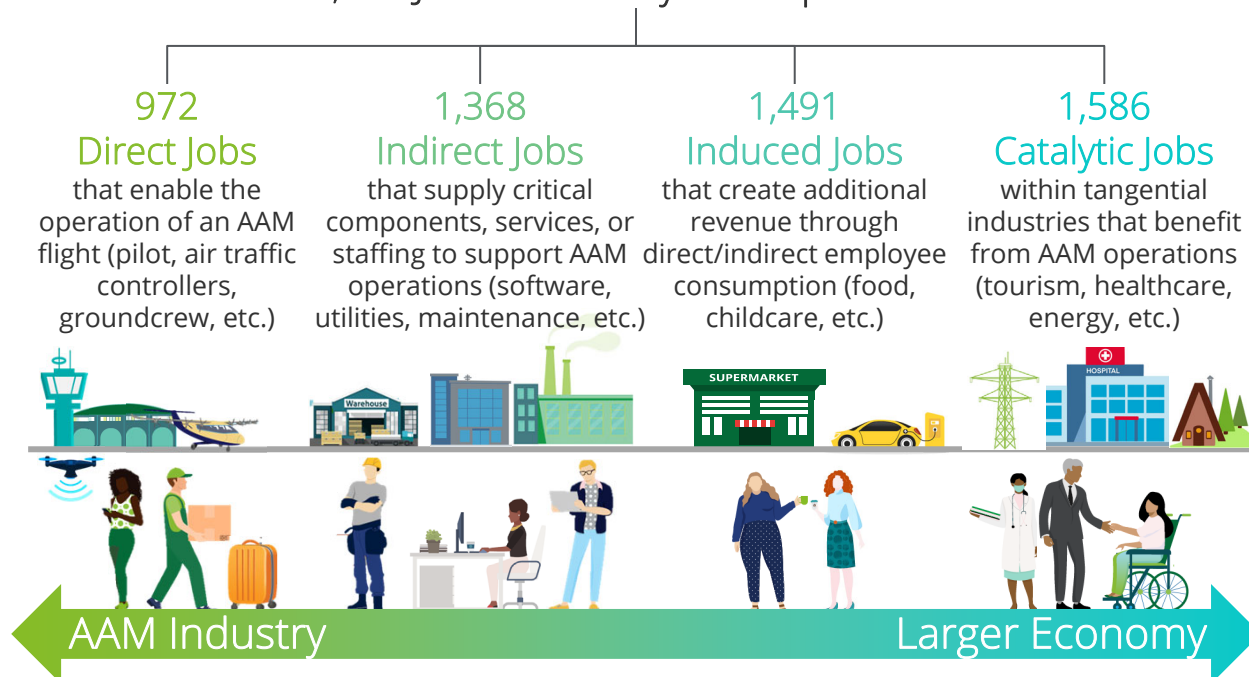 972
Direct Jobs
that enable the
operation of an AAM
flight (pilot, air traffic
controllers,
groundcrew, etc.)
1,368
Indirect Jobs
that supply critical
components, services, or
staffing to support AAM
operations (software,
utilities, maintenance, etc.)
1,491
Induced Jobs
that create additional
revenue through
direct/indirect employee
consumption (food,
childcare, etc.)
1,586
Catalytic Jobs
within tangential
industries that benefit
from AAM operations
(tourism, healthcare,
energy, etc.)
Warehouse
SUPERMARKET
HOSPITAL
AAM Industry
Larger Economy